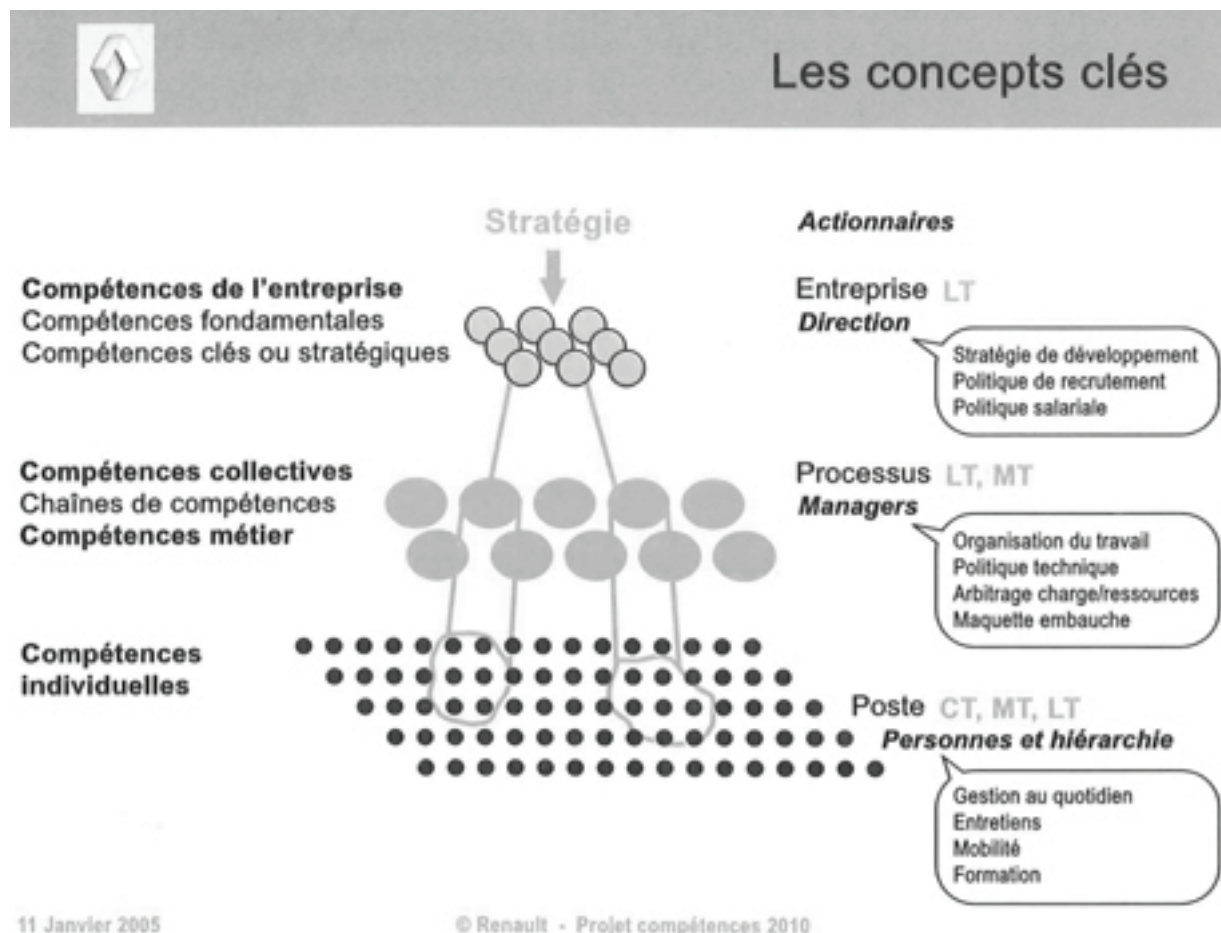 Les concepts clés
Stratégie
Actionnaires
Compétences de l'entreprise
Compétences fondamentales
Compétences clés ou stratégiques
Entreprise LT
Direction
Stratégie de développement
Politique de recrutement
Politique salariale
Compétences collectives
Chaînes de compétences
Compétences métier
Processus LT, MT
Managers
Organisation du travail
Politique technique
Arbitrage charge/ressources
Maquette embauche
Compétences
individuelles
Poste CT, MT, LT
Personnes et hiérarchie
Gestion au quotidien
Entretiens
Mobilité
Formation
11 Janvier 2005
© Renault - Projet compétences 2010